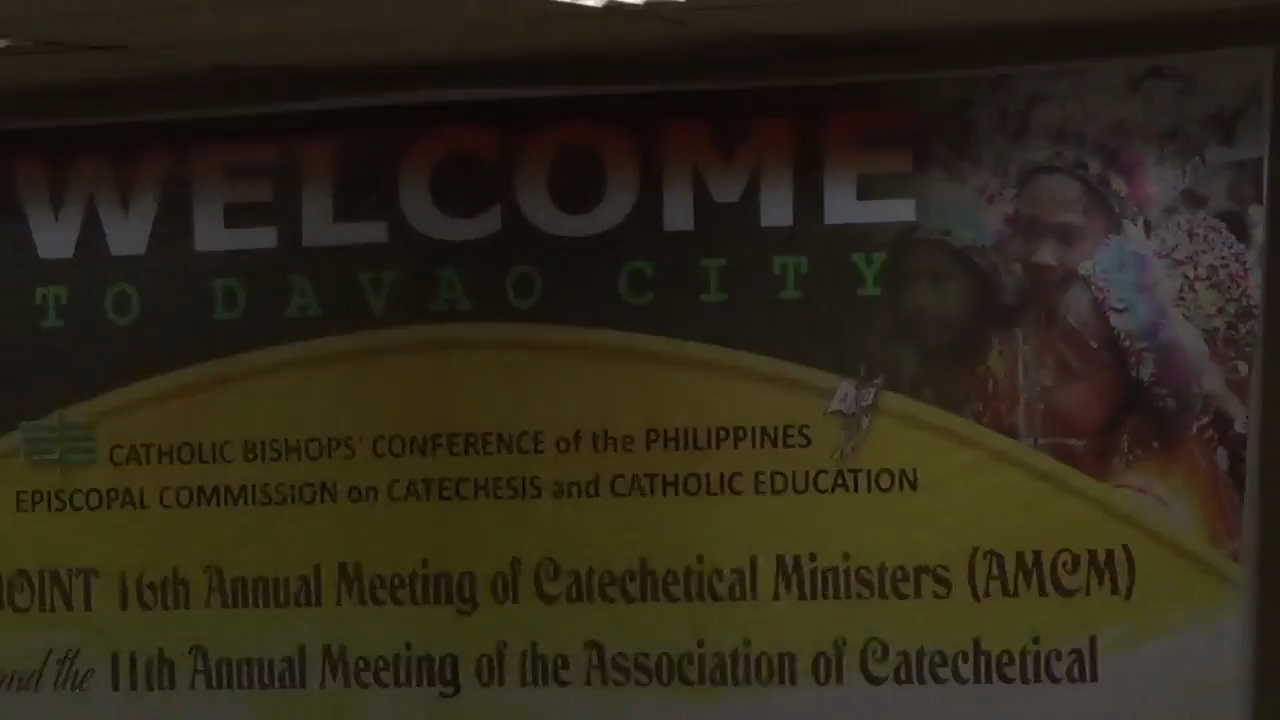 WELCOME
TO DAVAO CITY
CATHOLIC BISHOPS' CONFERENCE of the PHILIPPINES
EPISCOPAL COMMISSION on CATECHESIS and CATHOLIC EDUCATION
JOINT 16th Annual Meeting of Catechetical Ministers (AMCM)
and the 11th Annual Meeting of the Association of Catechetical